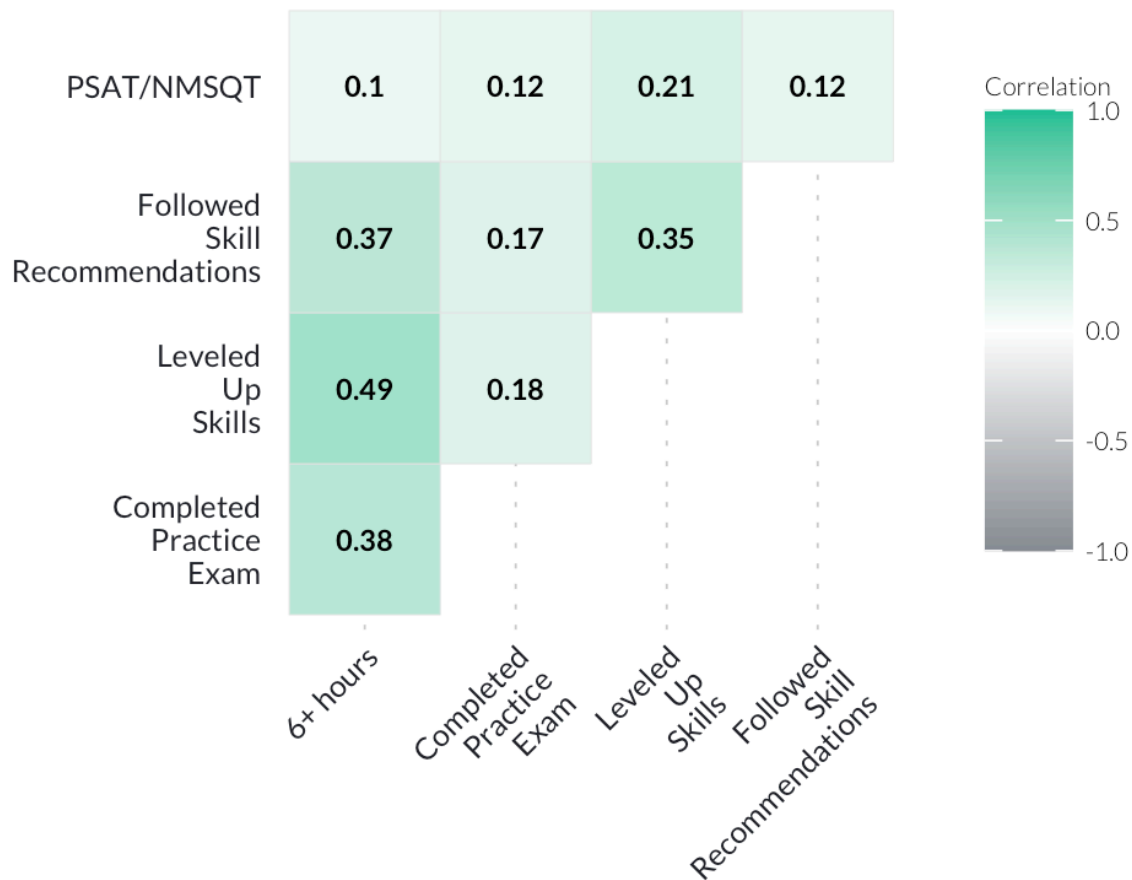 PSAT/NMSQT
0.1
0.12
0.21
0.12
Followed
Skill
Recommendations
0.37
0.17
0.35
Leveled
Up
Skills
0.49
0.18
Completed
Practice
Exam
0.38
6+ hours
Completed
Practice
Exam
Leveled
Up
Skills
Followed
Skill
Recommendations
Correlation
1.0
0.5
0.0
-0.5
-1.0